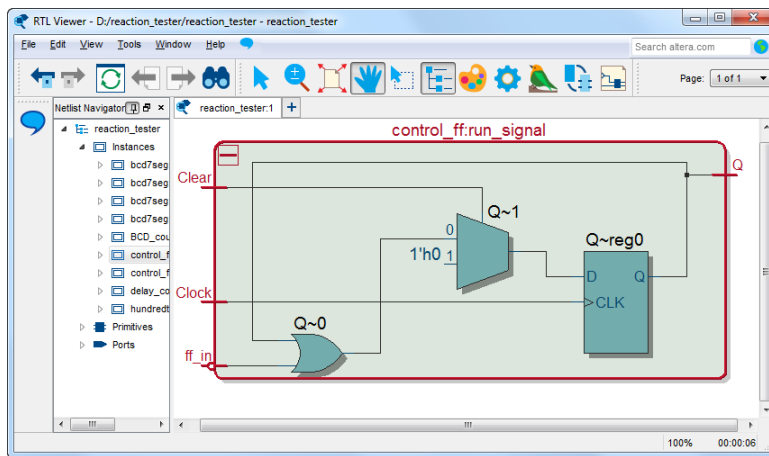 RTL Viewer - D:/reaction_tester/reaction_tester - reaction_tester
File Edit View Tools Window Help
Search altera.com
Page: 1 of 1
Netlist Navigator
reaction_tester:1
reaction_tester
Instances
bcd7seg
bcd7seg
bcd7seg
bcd7seg
BCD_cou
control_f
control_f
delay_co
hundredt
Primitives
Ports
control_ff:run_signal
Clear
Q
Q~1
0
1'h0 1
Q~reg0
D Q
CLK
Clock
Q~0
ff_in
100% 00:00:06